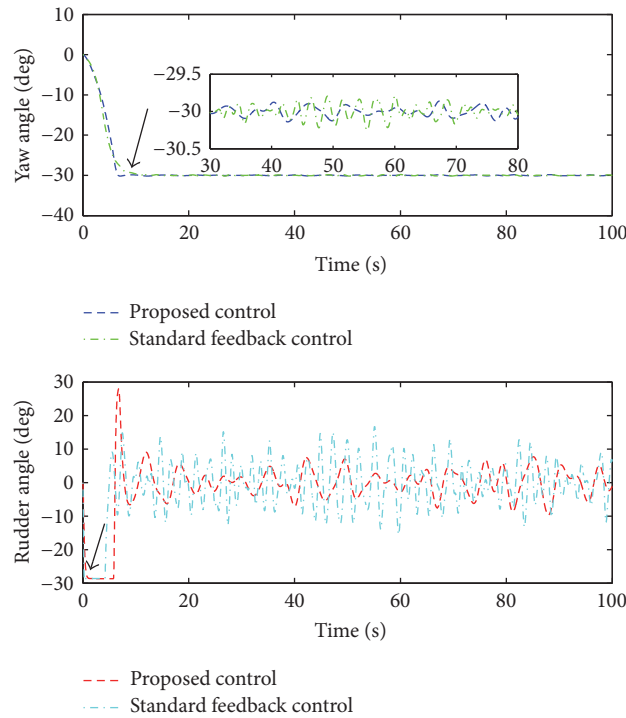 10
0
−10
−20
−30
−40
Yaw angle (deg)
−29.5
−30
−30.5
30 40 50 60 70 80
0 20 40 60 80 100
Time (s)
Proposed control
Standard feedback control
30
20
10
0
−10
−20
−30
Rudder angle (deg)
0 20 40 60 80 100
Time (s)
Proposed control
Standard feedback control